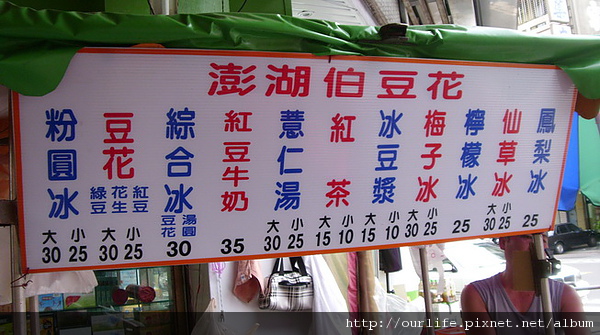 澎湖伯豆花
粉圓冰
大 小
30 25
豆花
綠豆 花生 紅豆
大 小
30 25
綜合冰
豆花 湯圓
30
紅豆牛奶
35
薏仁湯
大 小
30 25
紅茶
大 小
15 10
冰豆漿
大 小
15 10
梅子冰
大 小
30 25
檸檬冰
25
仙草冰
大 小
30 25
鳳梨冰
25
http://ourlife.pixnet.net/album